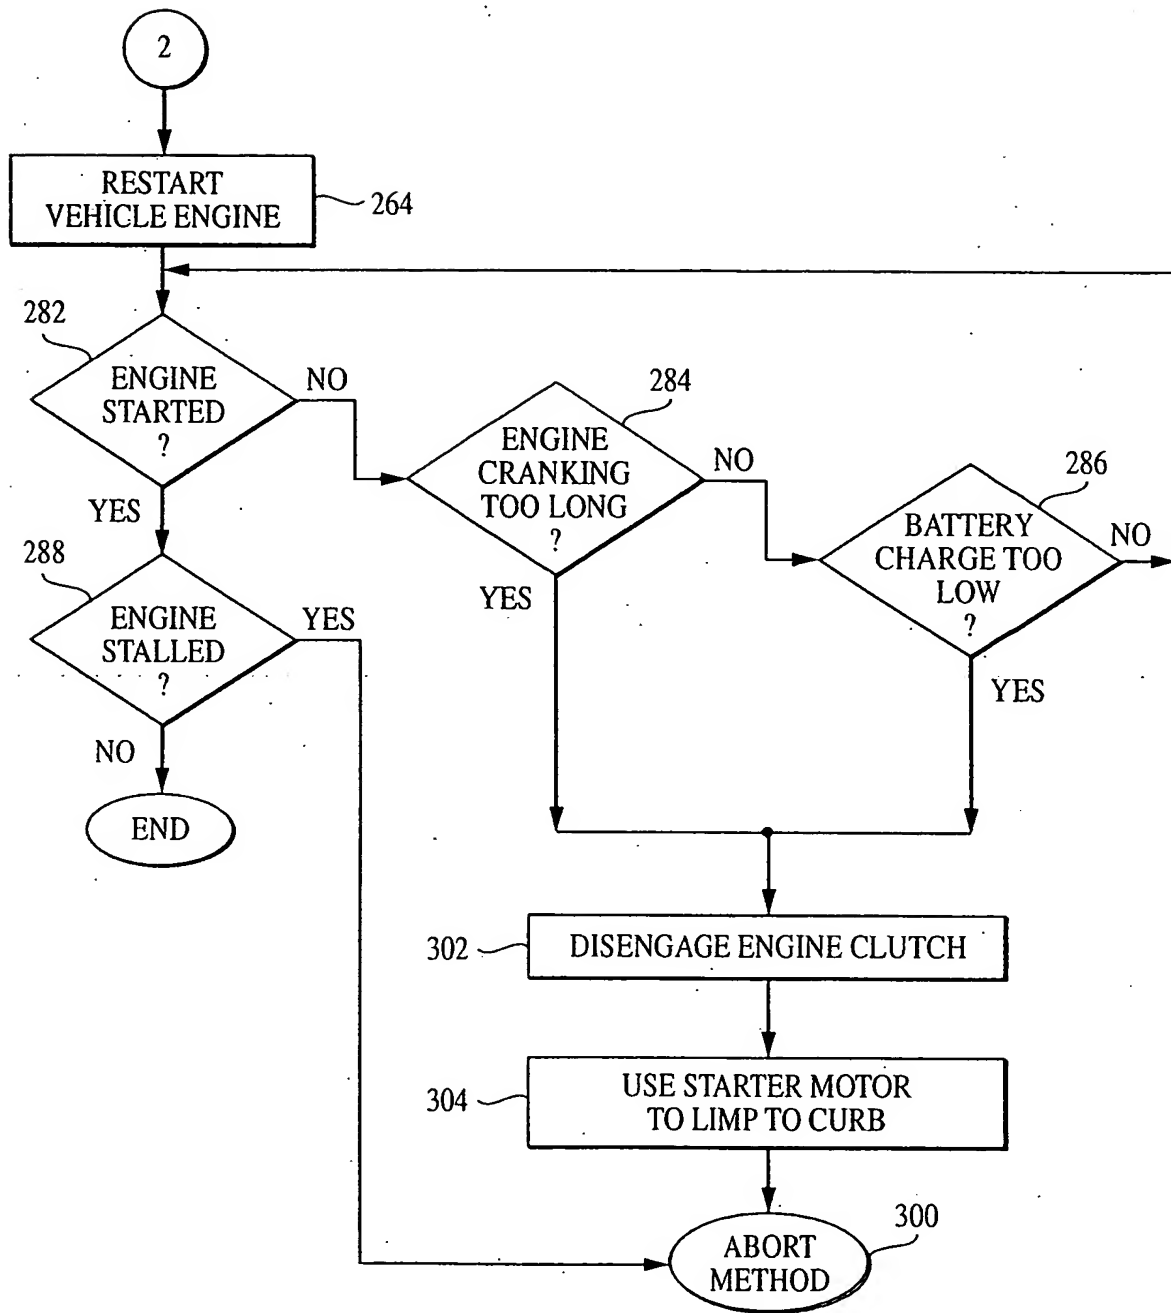 2
RESTART
VEHICLE ENGINE
264
282
ENGINE
STARTED
?
NO
YES
284
ENGINE
CRANKING
TOO LONG
?
NO
YES
286
BATTERY
CHARGE TOO
LOW
?
NO
YES
288
ENGINE
STALLED
?
YES
NO
END
302
DISENGAGE ENGINE CLUTCH
304
USE STARTER MOTOR
TO LIMP TO CURB
300
ABORT
METHOD